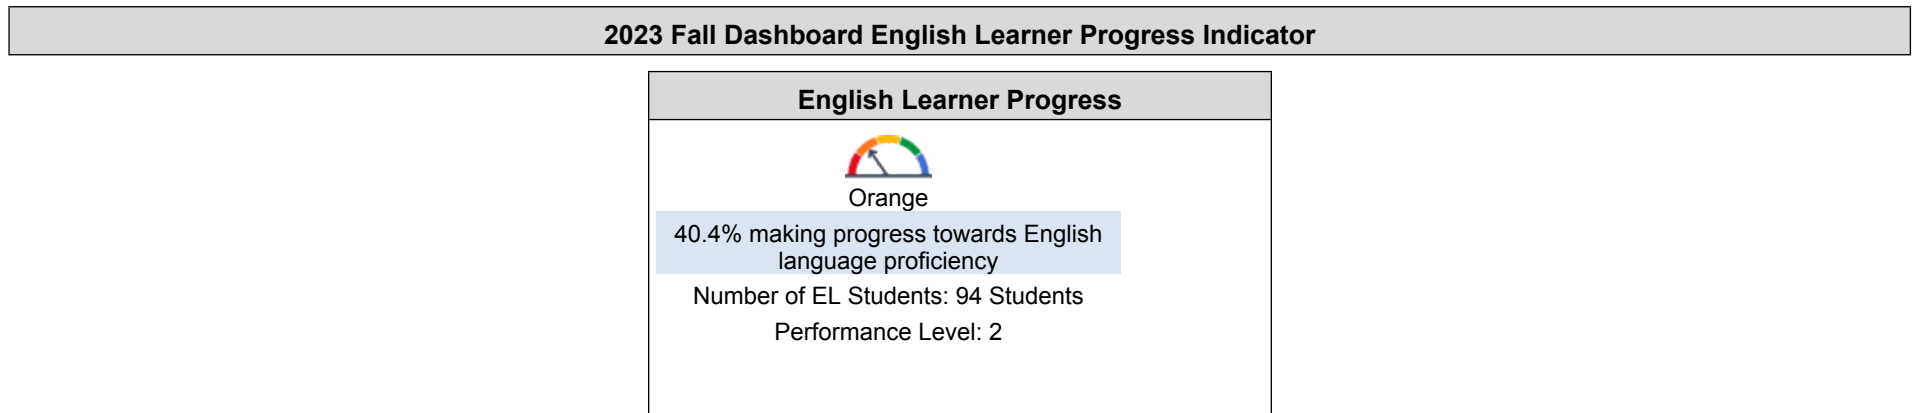 2023 Fall Dashboard English Learner Progress Indicator
English Learner Progress
Orange
40.4% making progress towards English
language proficiency
Number of EL Students: 94 Students
Performance Level: 2